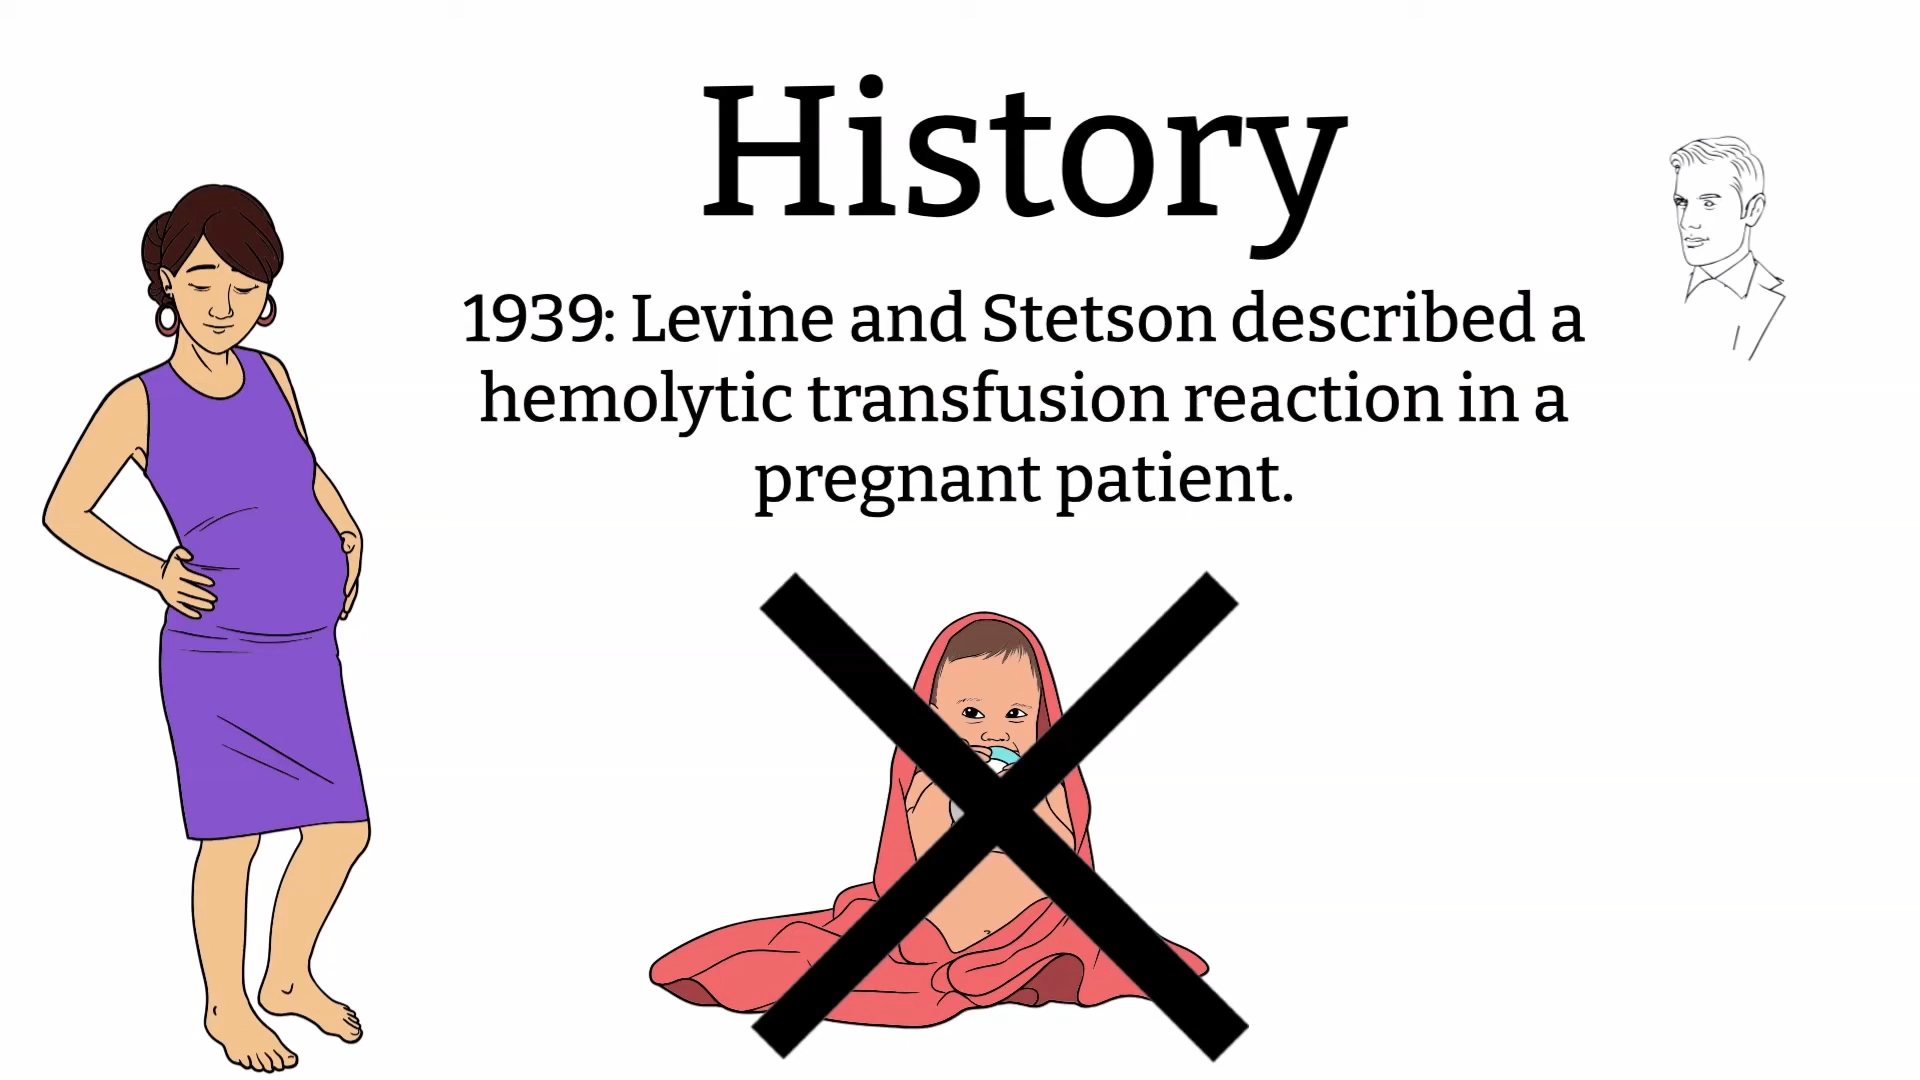 History
1939: Levine and Stetson described a
hemolytic transfusion reaction in a
pregnant patient.